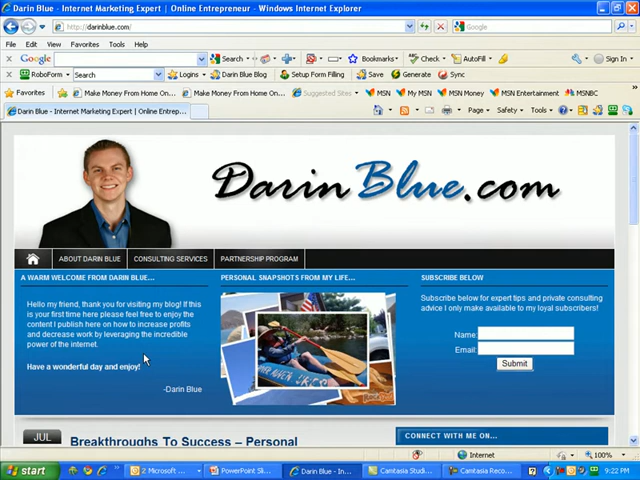 Darin Blue - Internet Marketing Expert | Online Entrepreneur - Windows Internet Explorer
http://darinblue.com/
Google
File Edit View Favorites Tools Help
Google Search Bookmarks Check AutoFill Sign In
RoboForm Search Logins Darin Blue Blog Setup Form Filling Save Generate Sync
Favorites Make Money From Home On... Make Money From Home On... Suggested Sites MSN My MSN MSN Money MSN Entertainment MSNBC
Darin Blue - Internet Marketing Expert | Online Entrep... Page Safety Tools
DarinBlue.com
ABOUT DARIN BLUE CONSULTING SERVICES PARTNERSHIP PROGRAM
A WARM WELCOME FROM DARIN BLUE...
Hello my friend, thank you for visiting my blog! If this
is your first time here please feel free to enjoy the
content I publish here on how to increase profits
and decrease work by leveraging the incredible
power of the internet.
Have a wonderful day and enjoy!
-Darin Blue
PERSONAL SNAPSHOTS FROM MY LIFE...
SUBSCRIBE BELOW
Subscribe below for expert tips and private consulting
advice I only make available to my loyal subscribers!
Name:
Email:
Submit
JUL
Breakthroughs To Success – Personal
CONNECT WITH ME ON...
Internet 100%
start 2 Microsoft ... PowerPoint Sli... Darin Blue - In... Camtasia Studi... Camtasia Reco... 9:22 PM